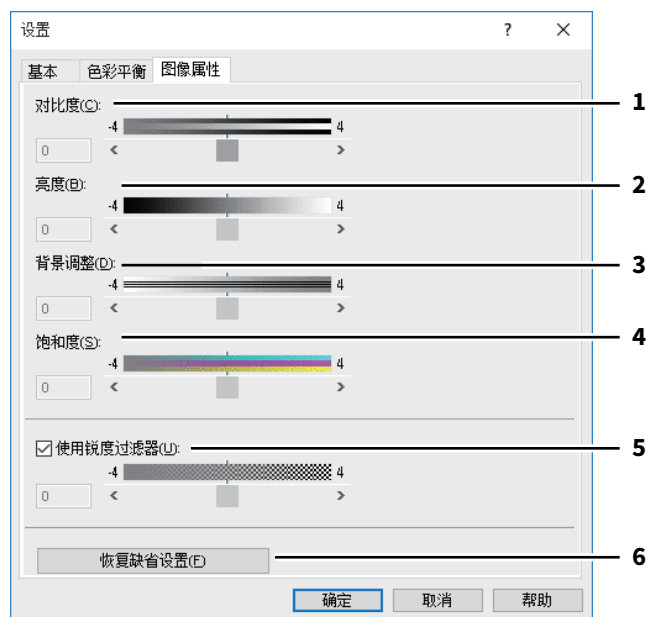 设置 ? ×
基本 色彩平衡 图像属性
对比度(C): 1
-4 4
0 < >
亮度(B): 2
-4 4
0 < >
背景调整(D): 3
-4 4
0 < >
饱和度(S): 4
-4 4
0 < >
使用锐度过滤器(U): 5
-4 4
0 < >
恢复缺省设置(F) 6
确定 取消 帮助